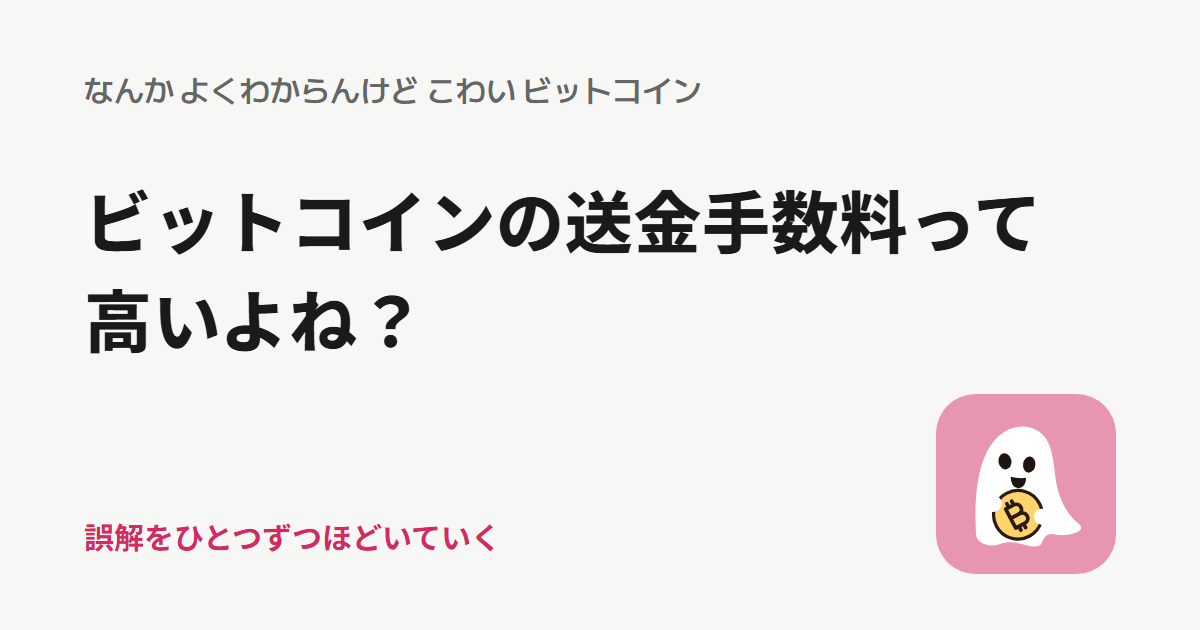 なんか よくわからんけど こわい ビットコイン
ビットコインの送金手数料って
高いよね？
誤解をひとつずつほどいていく